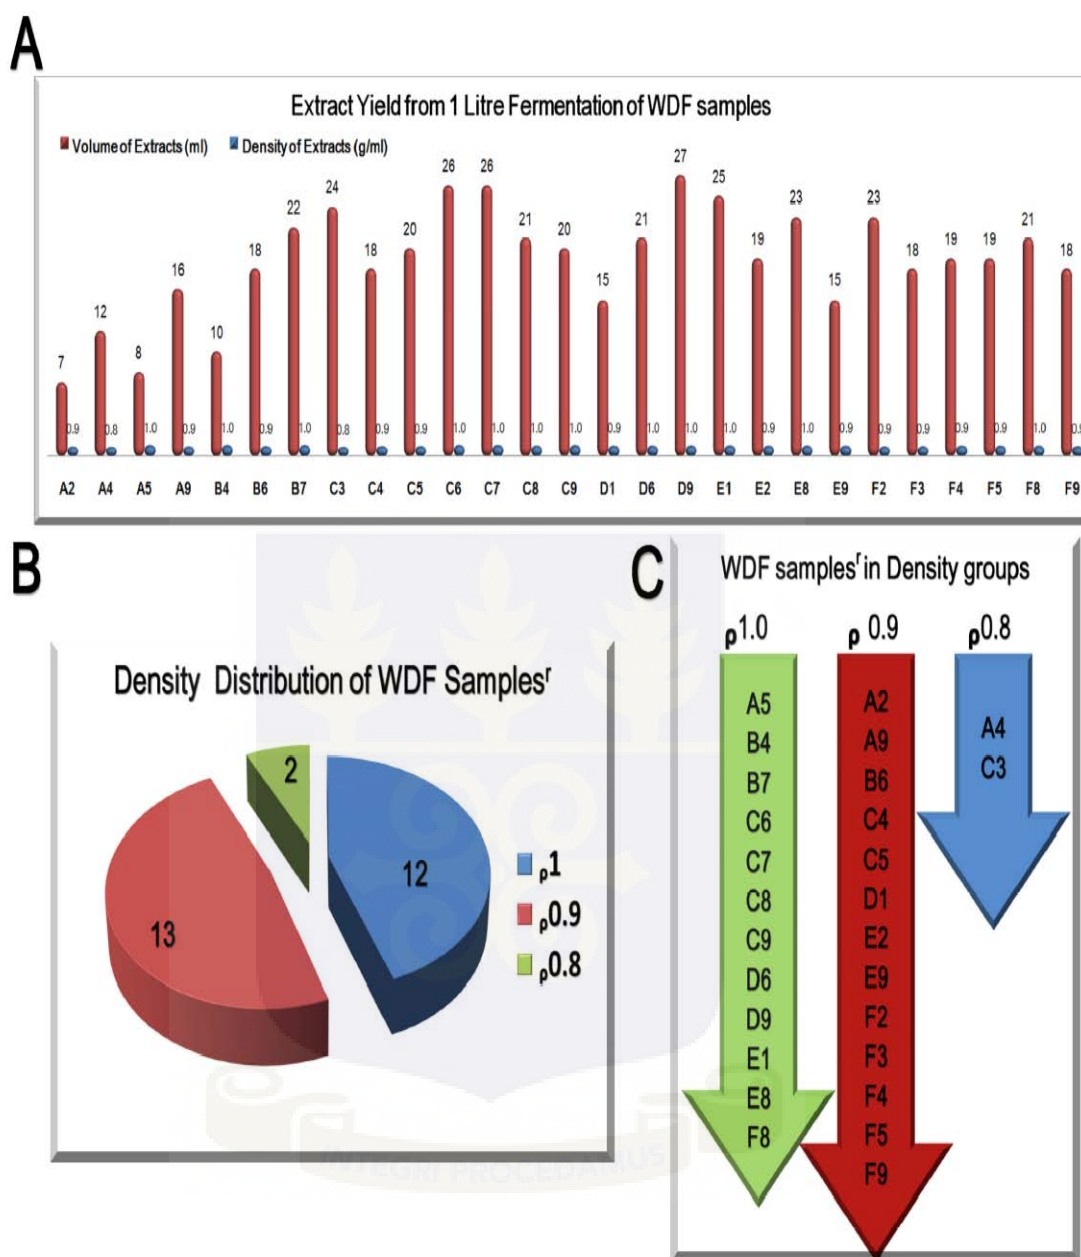 A
Extract Yield from 1 Litre Fermentation of WDF samples
Volume of Extracts (ml) Density of Extracts (g/ml)
7 12 8 16 10 18 22 24 18 20 26 26 21 20 15 21 27 25 19 23 15 23 18 19 19 21 18
0.9 0.8 1.0 0.9 1.0 0.9 1.0 0.8 0.9 0.9 1.0 1.0 1.0 1.0 0.9 1.0 1.0 1.0 0.9 1.0 0.9 0.9 0.9 0.9 0.9 1.0 0.9
A2 A4 A5 A9 B4 B6 B7 C3 C4 C5 C6 C7 C8 C9 D1 D6 D9 E1 E2 E8 E9 F2 F3 F4 F5 F8 F9
B
Density Distribution of WDF Samplesʳ
2
12
13
ρ1
ρ0.9
ρ0.8
INTEGRI PROCEDAMUS
C
WDF samplesʳ in Density groups
ρ1.0 ρ 0.9 ρ0.8
A5
B4
B7
C6
C7
C8
C9
D6
D9
E1
E8
F8
A2
A9
B6
C4
C5
D1
E2
E9
F2
F3
F4
F5
F9
A4
C3